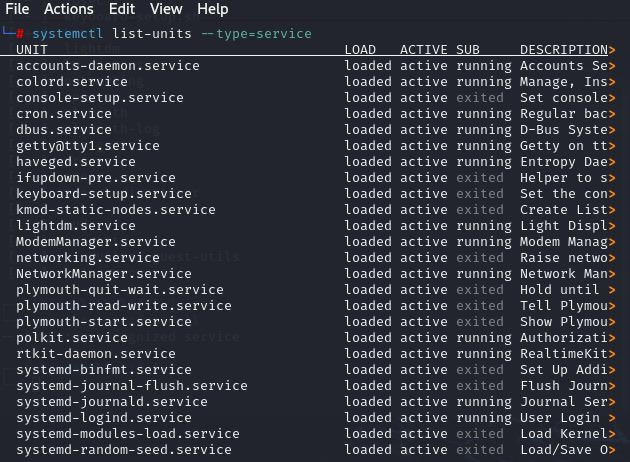 File Actions Edit View Help
└─# systemctl list-units --type=service
UNIT LOAD ACTIVE SUB DESCRIPTION>
accounts-daemon.service loaded active running Accounts Se>
colord.service loaded active running Manage, Ins>
console-setup.service loaded active exited Set console>
cron.service loaded active running Regular bac>
dbus.service loaded active running D-Bus Syste>
getty@tty1.service loaded active running Getty on tt>
haveged.service loaded active running Entropy Dae>
ifupdown-pre.service loaded active exited Helper to s>
keyboard-setup.service loaded active exited Set the con>
kmod-static-nodes.service loaded active exited Create List>
lightdm.service loaded active running Light Displ>
ModemManager.service loaded active running Modem Manag>
networking.service loaded active exited Raise netwo>
NetworkManager.service loaded active running Network Man>
plymouth-quit-wait.service loaded active exited Hold until >
plymouth-read-write.service loaded active exited Tell Plymou>
plymouth-start.service loaded active exited Show Plymou>
polkit.service loaded active running Authorizati>
rtkit-daemon.service loaded active running RealtimeKit>
systemd-binfmt.service loaded active exited Set Up Addi>
systemd-journal-flush.service loaded active exited Flush Journ>
systemd-journald.service loaded active running Journal Ser>
systemd-logind.service loaded active running User Login >
systemd-modules-load.service loaded active exited Load Kernel>
systemd-random-seed.service loaded active exited Load/Save O>